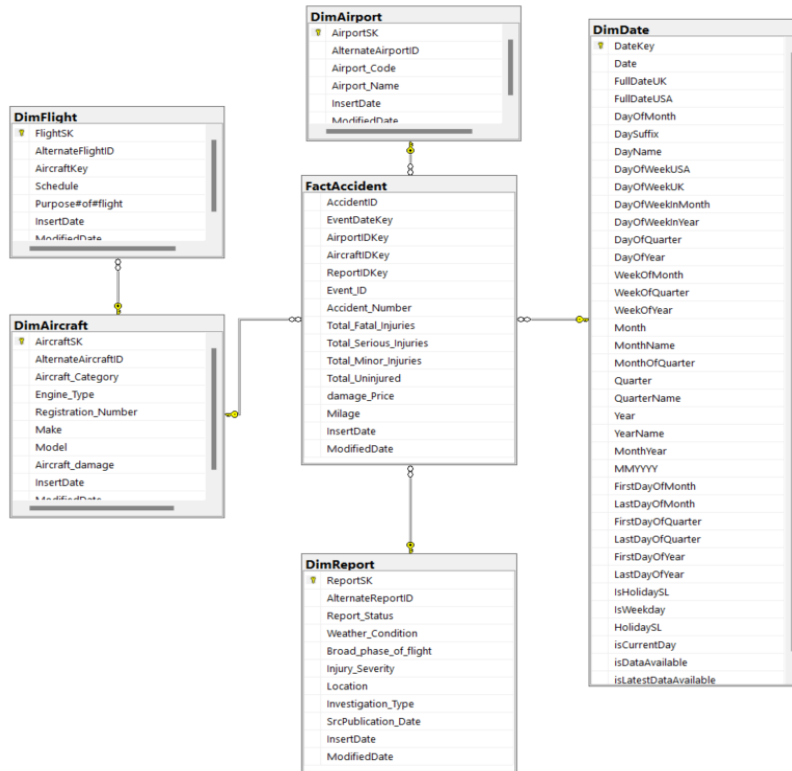 DimAirport
AirportSK
AlternateAirportID
Airport_Code
Airport_Name
InsertDate
ModifiedDate
DimFlight
FlightSK
AlternateFlightID
AircraftKey
Schedule
Purpose#of#flight
InsertDate
ModifiedDate
DimAircraft
AircraftSK
AlternateAircraftID
Aircraft_Category
Engine_Type
Registration_Number
Make
Model
Aircraft_damage
InsertDate
ModifiedDate
FactAccident
AccidentID
EventDateKey
AirportIDKey
AircraftIDKey
ReportIDKey
Event_ID
Accident_Number
Total_Fatal_Injuries
Total_Serious_Injuries
Total_Minor_Injuries
Total_Uninjured
damage_Price
Milage
InsertDate
ModifiedDate
DimReport
ReportSK
AlternateReportID
Report_Status
Weather_Condition
Broad_phase_of_flight
Injury_Severity
Location
Investigation_Type
SrcPublication_Date
InsertDate
ModifiedDate
DimDate
DateKey
Date
FullDateUK
FullDateUSA
DayOfMonth
DaySuffix
DayName
DayOfWeekUSA
DayOfWeekUK
DayOfWeekInMonth
DayOfWeekInYear
DayOfQuarter
DayOfYear
WeekOfMonth
WeekOfQuarter
WeekOfYear
Month
MonthName
MonthOfQuarter
Quarter
QuarterName
Year
YearName
MonthYear
MMYYYY
FirstDayOfMonth
LastDayOfMonth
FirstDayOfQuarter
LastDayOfQuarter
FirstDayOfYear
LastDayOfYear
IsHolidaySL
IsWeekday
HolidaySL
isCurrentDay
isDataAvailable
isLatestDataAvailable